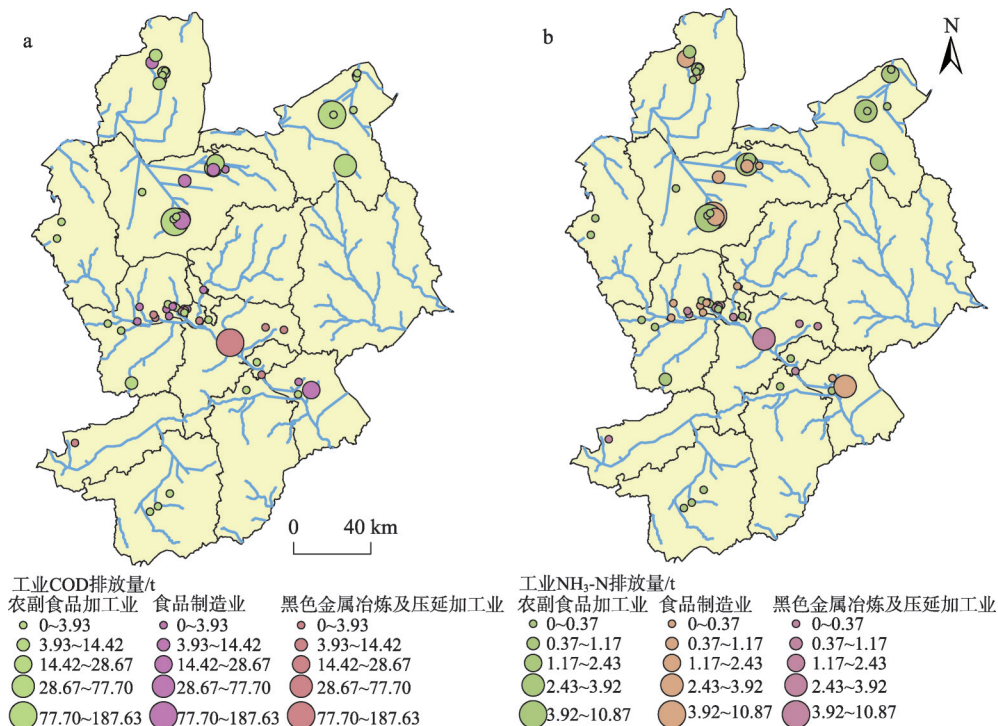 a
b
N
0 40 km
工业COD排放量/t
农副食品加工业 食品制造业 黑色金属冶炼及压延加工业
0~3.93 0~3.93 0~3.93
3.93~14.42 3.93~14.42 3.93~14.42
14.42~28.67 14.42~28.67 14.42~28.67
28.67~77.70 28.67~77.70 28.67~77.70
77.70~187.63 77.70~187.63 77.70~187.63
工业NH₃-N排放量/t
农副食品加工业 食品制造业 黑色金属冶炼及压延加工业
0~0.37 0~0.37 0~0.37
0.37~1.17 0.37~1.17 0.37~1.17
1.17~2.43 1.17~2.43 1.17~2.43
2.43~3.92 2.43~3.92 2.43~3.92
3.92~10.87 3.92~10.87 3.92~10.87